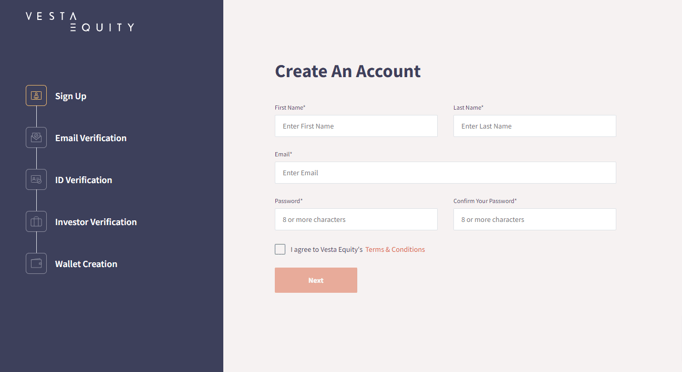 VESTA
EQUITY
Sign Up
Email Verification
ID Verification
Investor Verification
Wallet Creation
Create An Account
First Name* Last Name*
Enter First Name Enter Last Name
Email*
Enter Email
Password* Confirm Your Password*
8 or more characters 8 or more characters
I agree to Vesta Equity's Terms & Conditions
Next